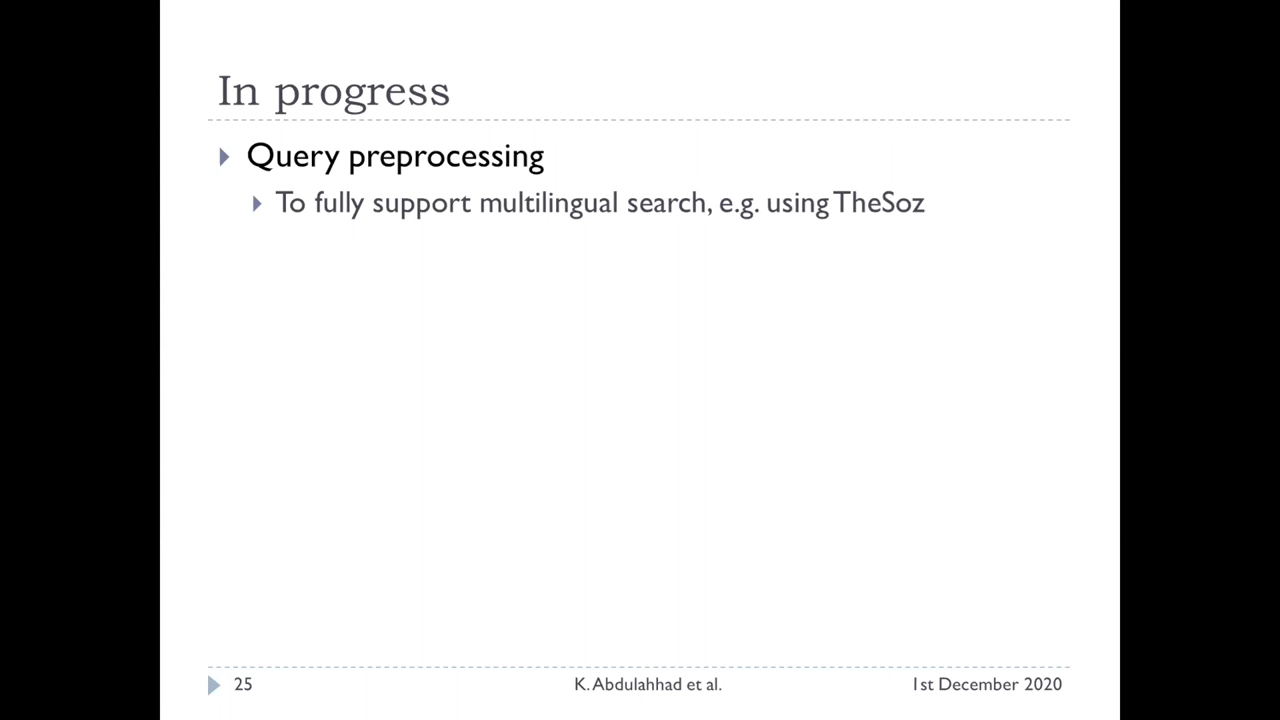 In progress
Query preprocessing
To fully support multilingual search, e.g. using TheSoz
25
K. Abdulahhad et al.
1st December 2020